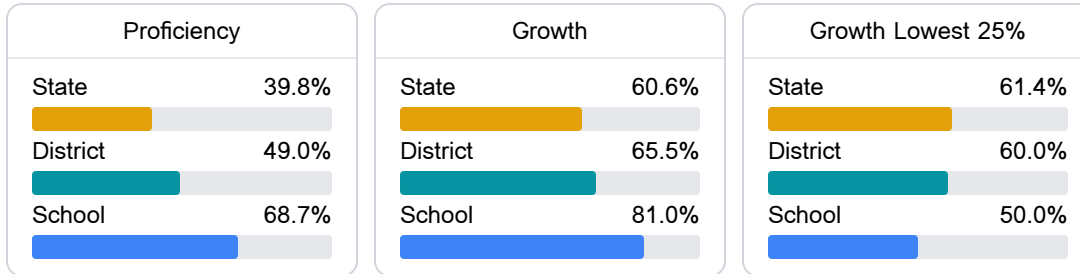 Proficiency
State 39.8%
District 49.0%
School 68.7%
Growth
State 60.6%
District 65.5%
School 81.0%
Growth Lowest 25%
State 61.4%
District 60.0%
School 50.0%